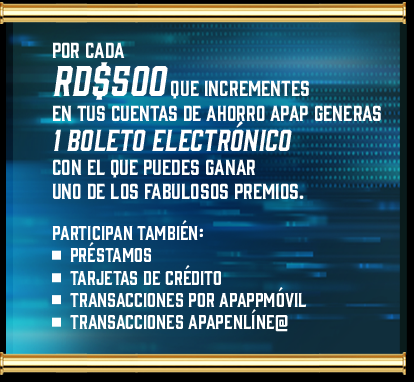 POR CADA
RD$500 QUE INCREMENTES
EN TUS CUENTAS DE AHORRO APAP GENERAS
1 BOLETO ELECTRÓNICO
CON EL QUE PUEDES GANAR
UNO DE LOS FABULOSOS PREMIOS.
PARTICIPAN TAMBIÉN:
■ PRÉSTAMOS
■ TARJETAS DE CRÉDITO
■ TRANSACCIONES POR APAPPMÓVIL
■ TRANSACCIONES APAPENLÍNE@